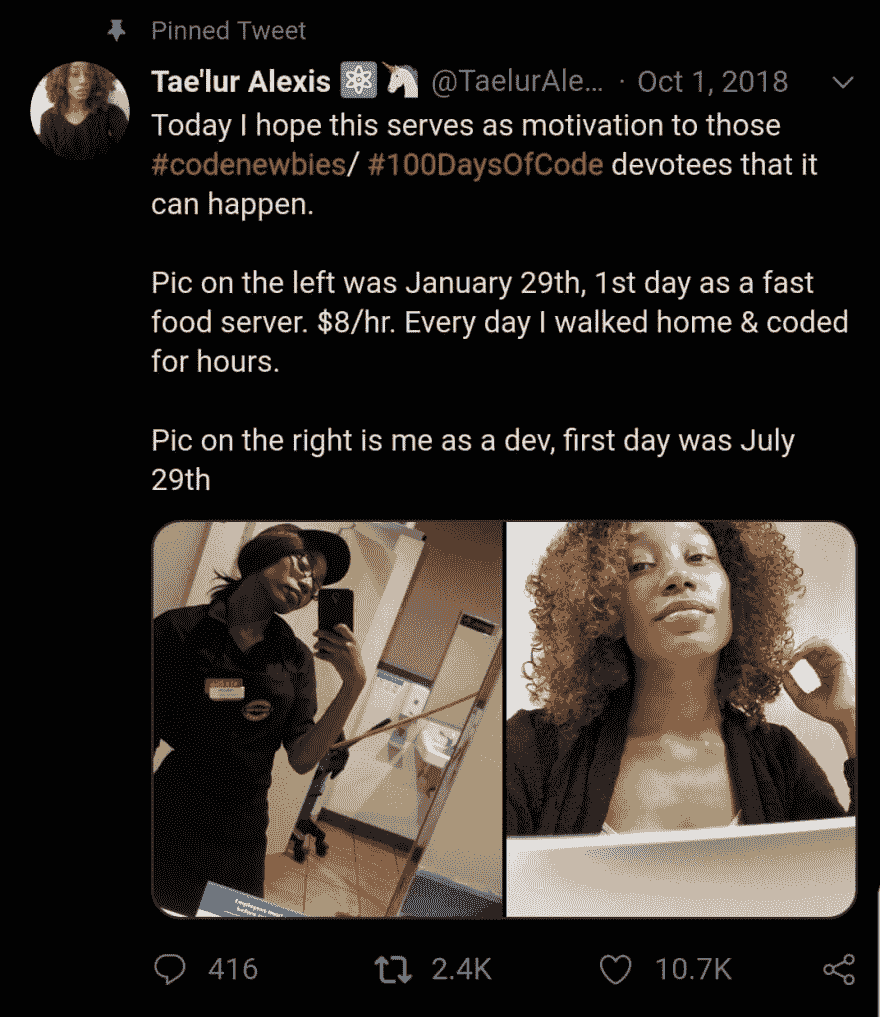 Pinned Tweet
Tae'lur Alexis @TaelurAle... · Oct 1, 2018
Today I hope this serves as motivation to those
#codenewbies/ #100DaysOfCode devotees that it
can happen.
Pic on the left was January 29th, 1st day as a fast
food server. $8/hr. Every day I walked home & coded
for hours.
Pic on the right is me as a dev, first day was July
29th
Employees must
416 2.4K 10.7K